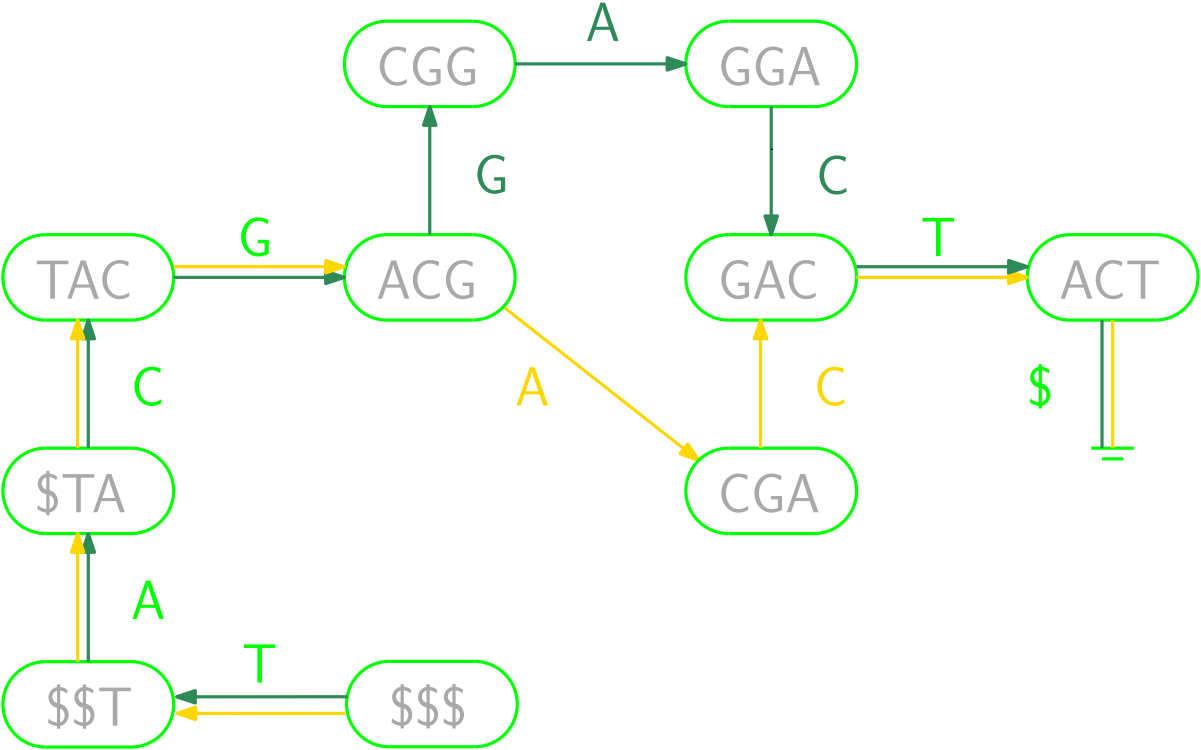 A
CGG GGA
G C
G T
TAC ACG GAC ACT
C A C $
$TA CGA
A
T
$$T $$$